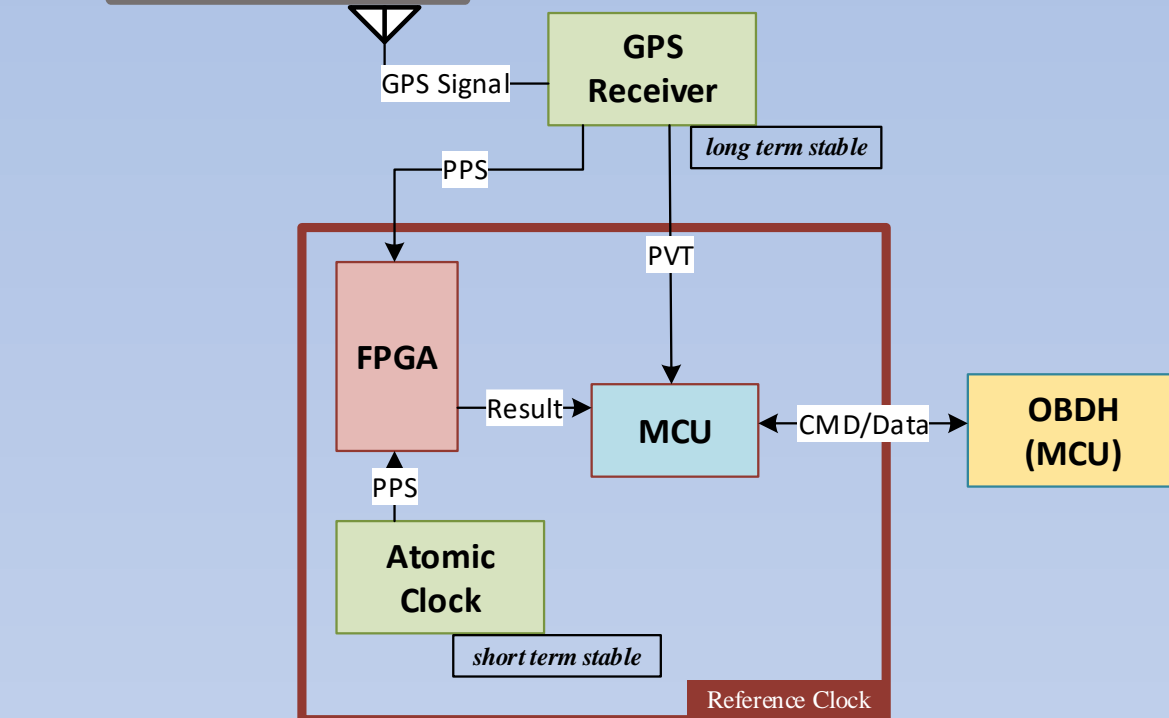 GPS
Receiver
GPS Signal
long term stable
PPS
PVT
FPGA
Result
MCU
CMD/Data
OBDH
(MCU)
PPS
Atomic
Clock
short term stable
Reference Clock